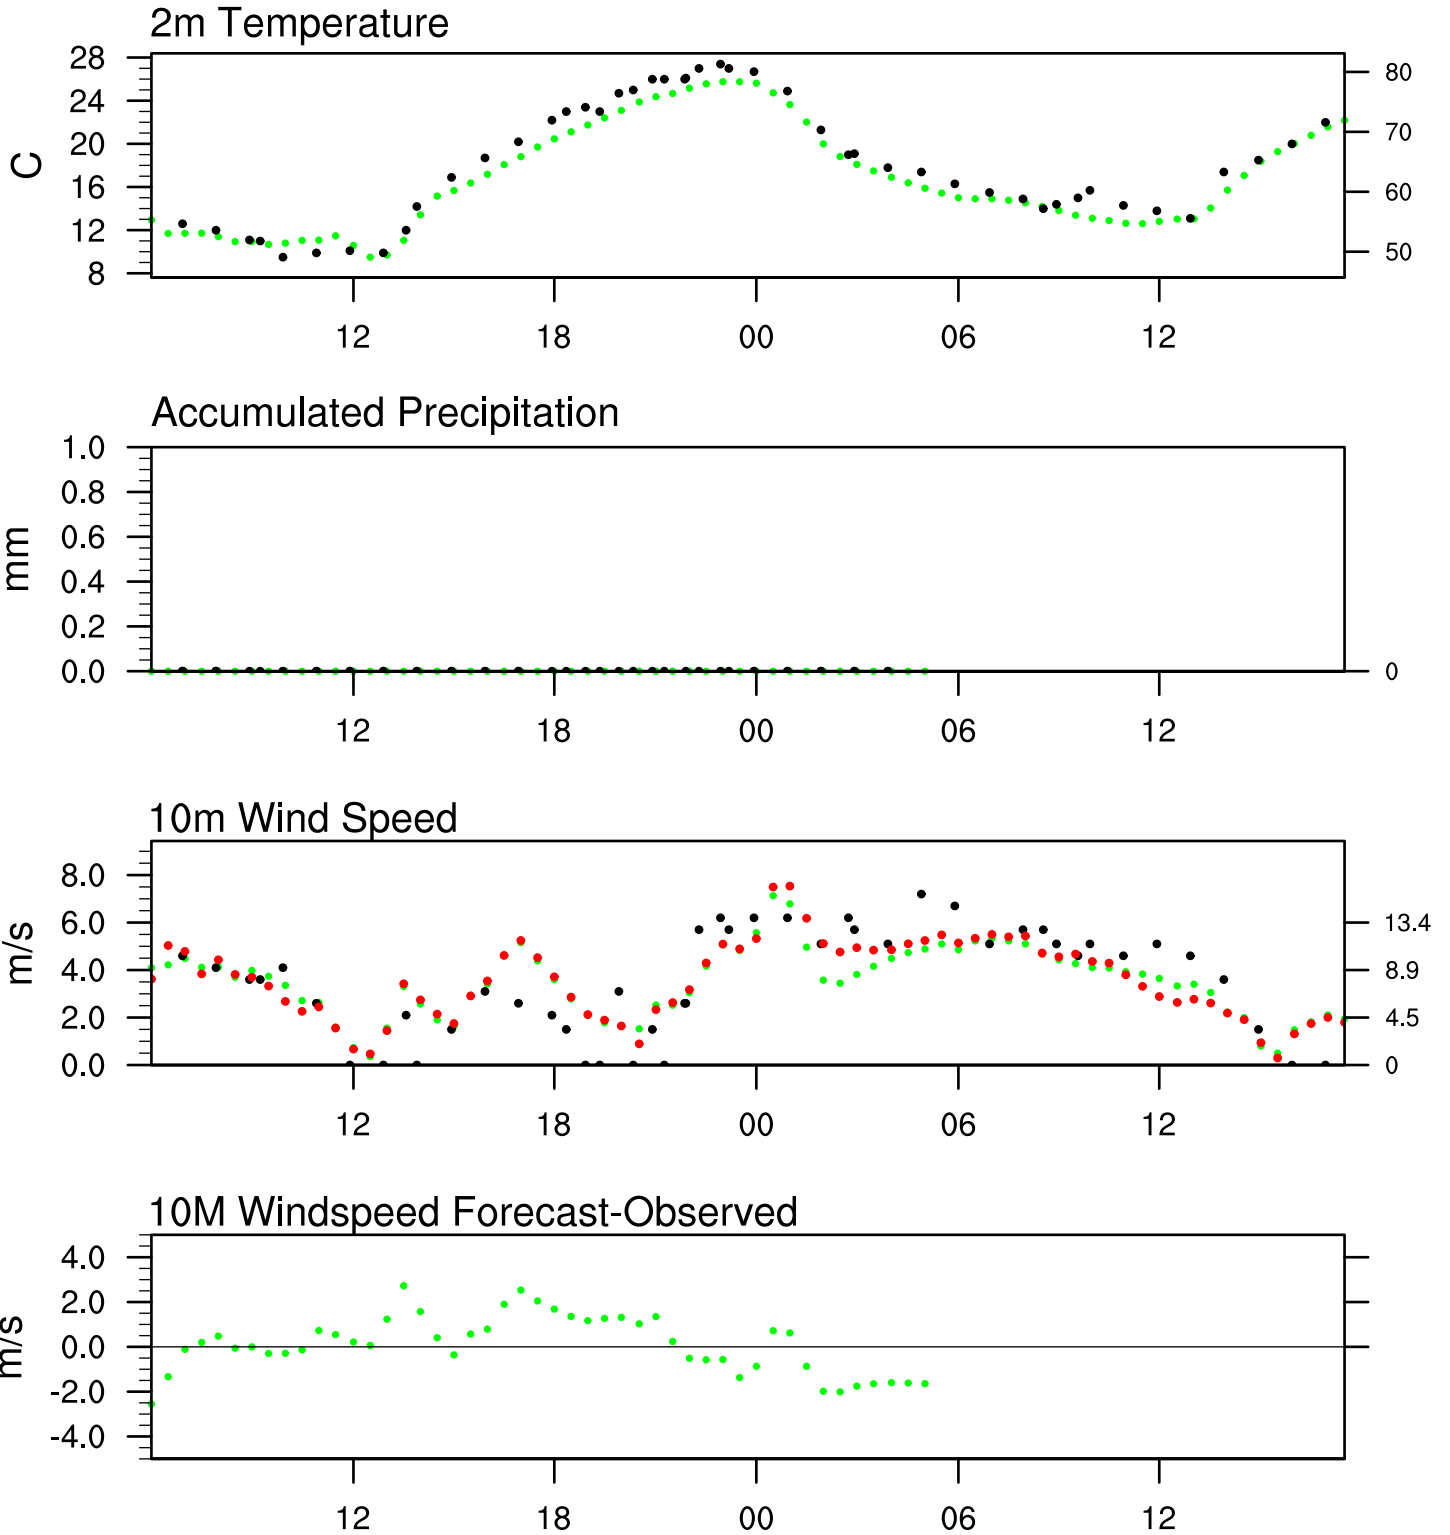 2m Temperature
28
24
20
16
12
8
C
80
70
60
50
12 18 00 06 12
Accumulated Precipitation
1.0
0.8
0.6
0.4
0.2
0.0
mm
0
12 18 00 06 12
10m Wind Speed
8.0
6.0
4.0
2.0
0.0
m/s
13.4
8.9
4.5
0
12 18 00 06 12
10M Windspeed Forecast-Observed
4.0
2.0
0.0
-2.0
-4.0
m/s
12 18 00 06 12